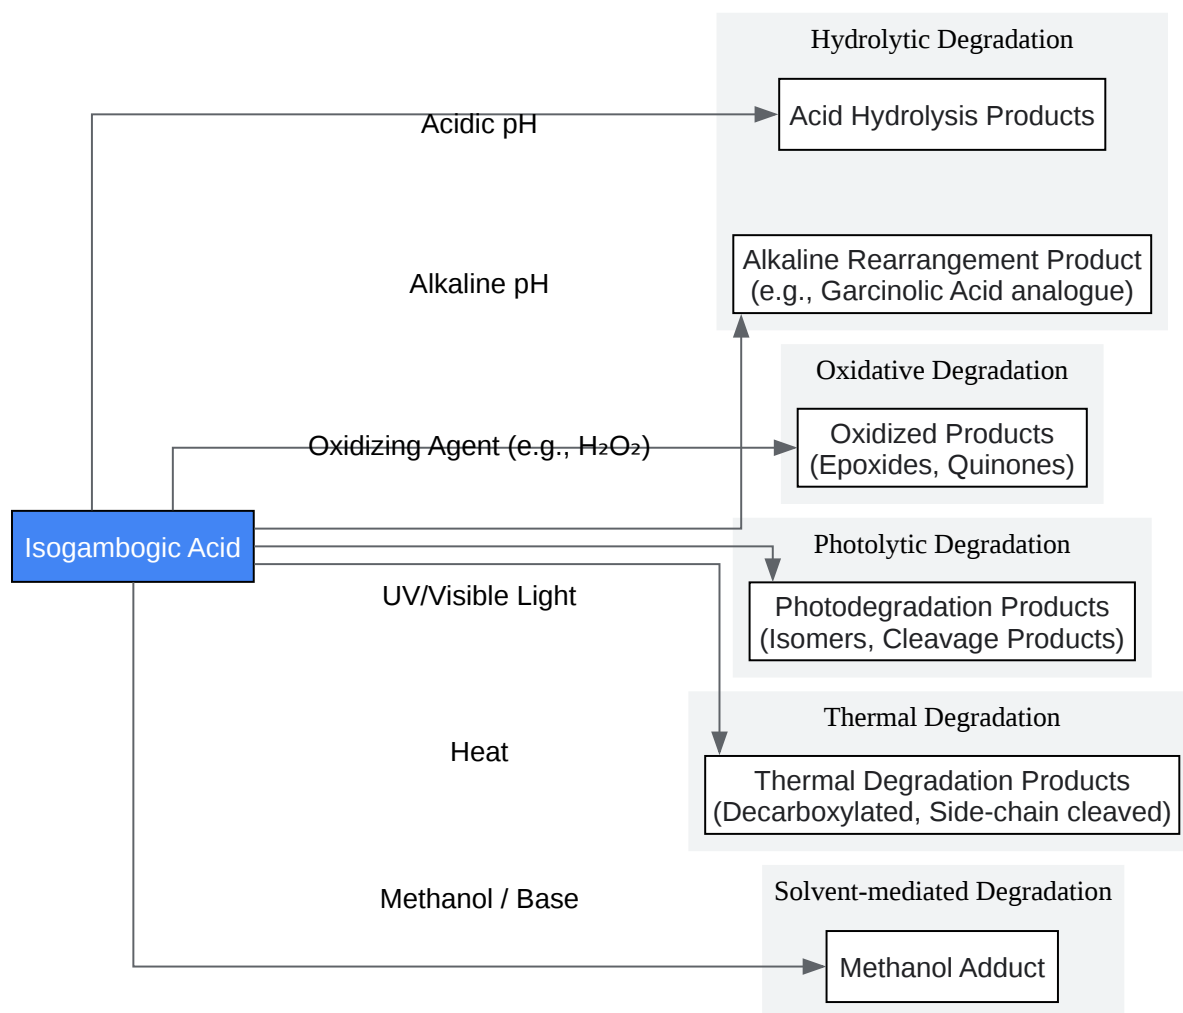 Hydrolytic Degradation
Acidic pH
Acid Hydrolysis Products
Alkaline pH
Alkaline Rearrangement Product
(e.g., Garcinolic Acid analogue)
Oxidative Degradation
Oxidizing Agent (e.g., H₂O₂)
Oxidized Products
(Epoxides, Quinones)
Isogambogic Acid
Photolytic Degradation
UV/Visible Light
Photodegradation Products
(Isomers, Cleavage Products)
Thermal Degradation
Heat
Thermal Degradation Products
(Decarboxylated, Side-chain cleaved)
Solvent-mediated Degradation
Methanol / Base
Methanol Adduct